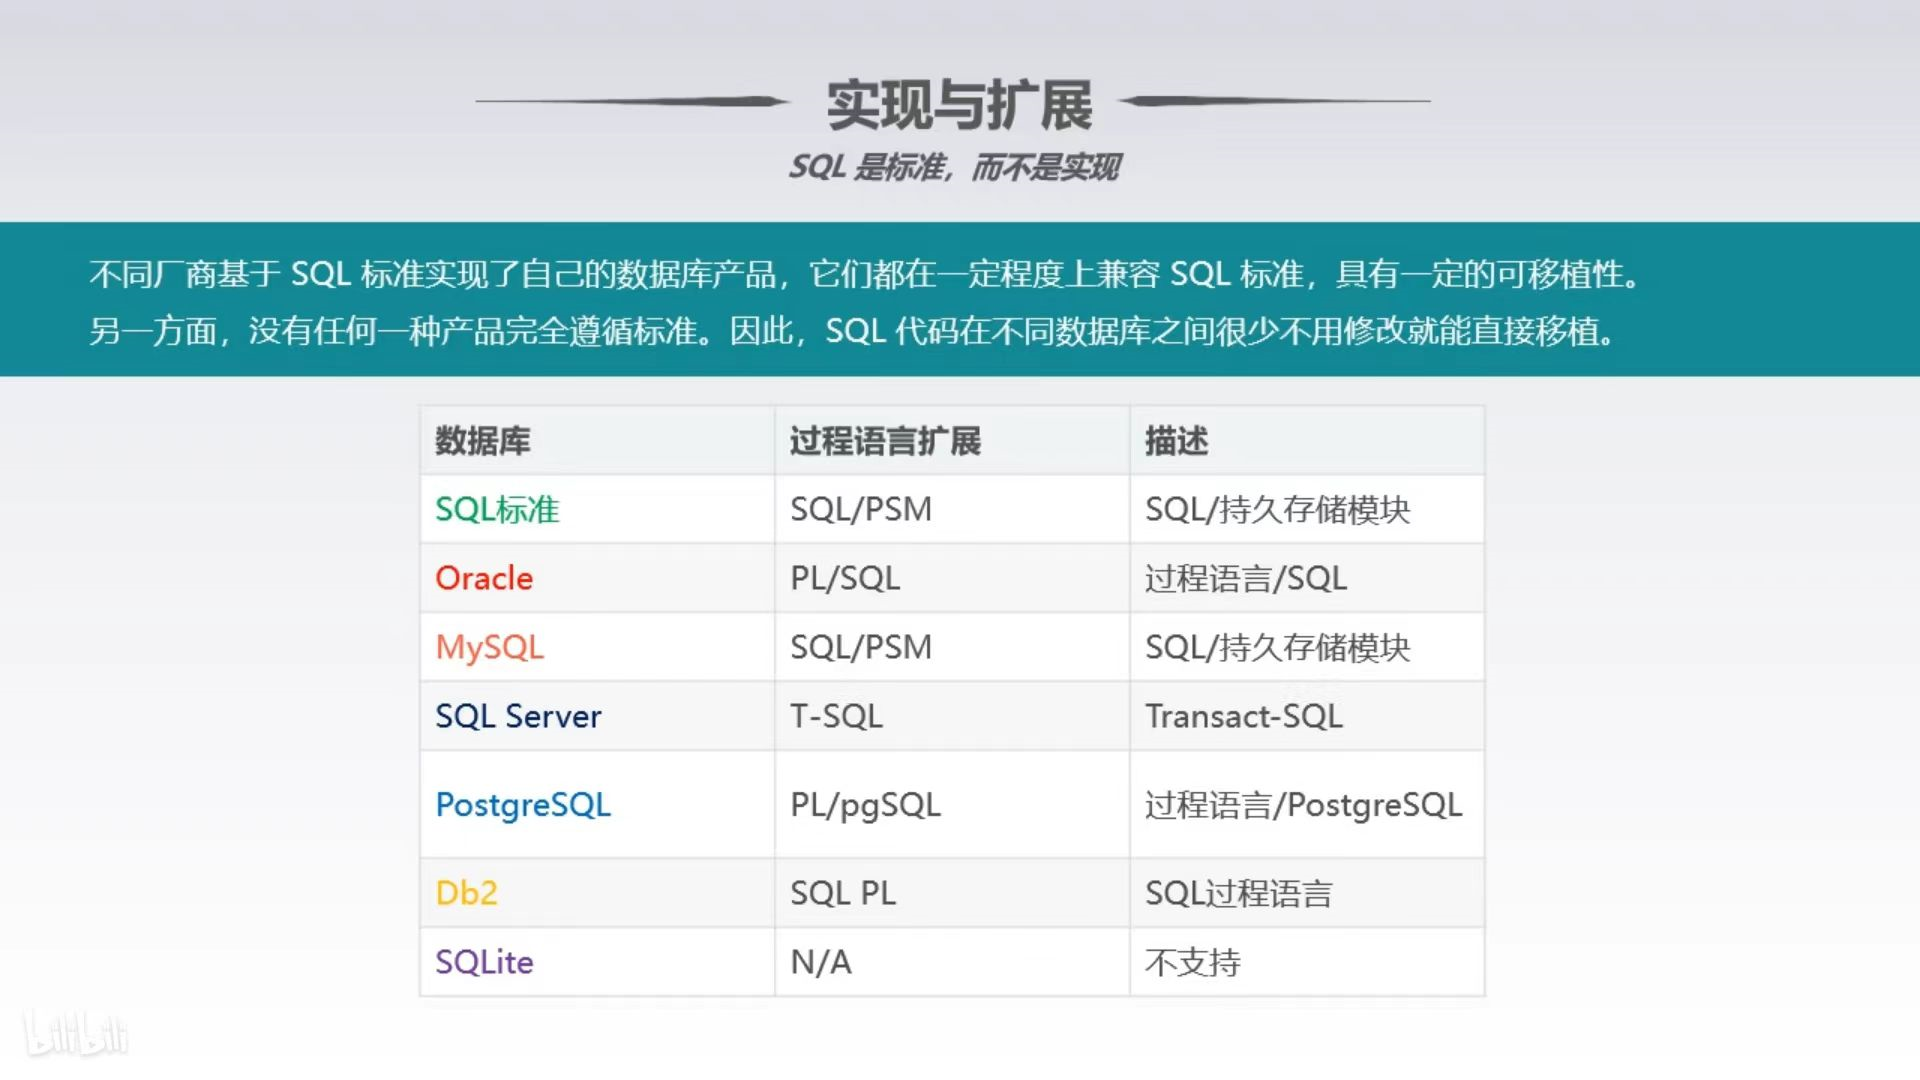 实现与扩展
SQL 是标准，而不是实现
不同厂商基于 SQL 标准实现了自己的数据库产品，它们都在一定程度上兼容 SQL 标准，具有一定的可移植性。
另一方面，没有任何一种产品完全遵循标准。因此，SQL 代码在不同数据库之间很少不用修改就能直接移植。
数据库 过程语言扩展 描述
SQL标准 SQL/PSM SQL/持久存储模块
Oracle PL/SQL 过程语言/SQL
MySQL SQL/PSM SQL/持久存储模块
SQL Server T-SQL Transact-SQL
PostgreSQL PL/pgSQL 过程语言/PostgreSQL
Db2 SQL PL SQL过程语言
SQLite N/A 不支持
bilibili